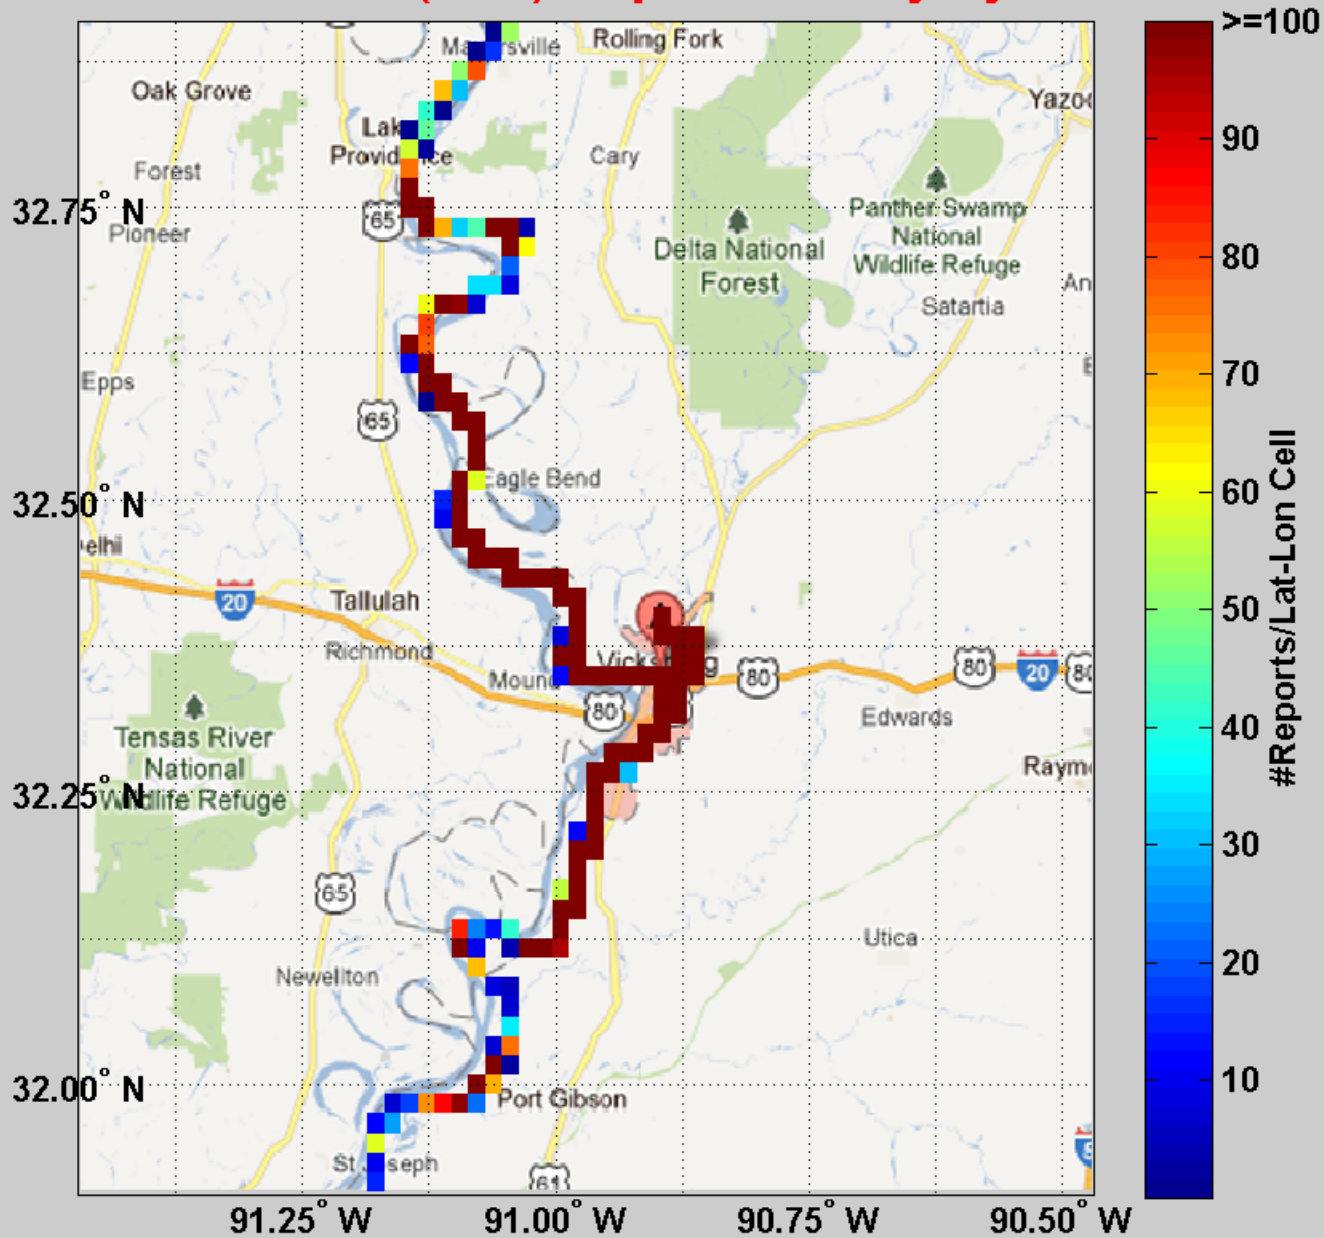 >=100
Rolling Fork
Oak Grove
90
Cary
Forest
32.75° N
65
Pioneer
Panther Swamp
National
Wildlife Refuge
Delta National
Forest
80
Satartia
70
Epps
65
Eagle Bend
60
32.50° N
#Reports/Lat-Lon Cell
20
Tallulah
50
Richmond
80
80
20
Mound
80
Edwards
40
Tensas River
National
Wildlife Refuge
32.25° N
30
65
Utica
20
Newellton
10
32.00° N
Port Gibson
61
91.25° W
91.00° W
90.75° W
90.50° W